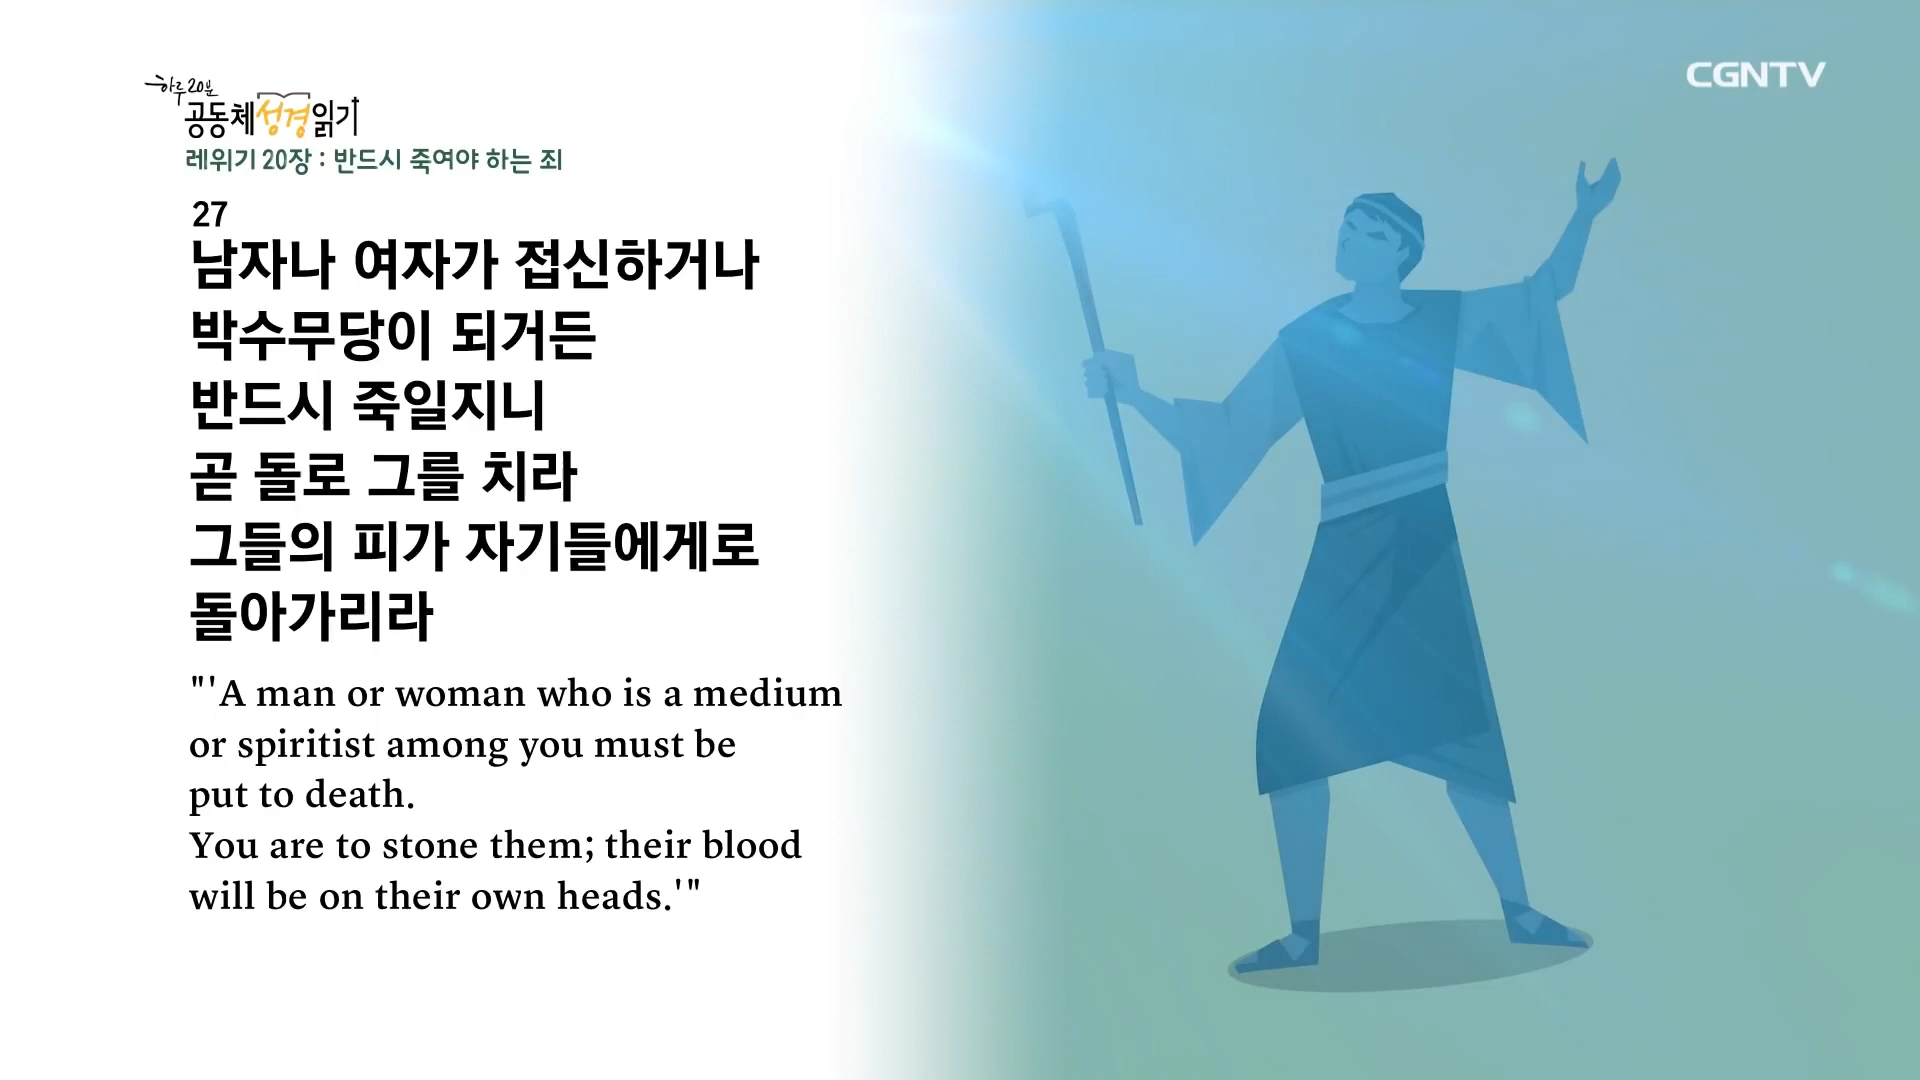 하루 20분
공동체성경읽기
CGNTV
레위기 20장 : 반드시 죽여야 하는 죄
27
남자나 여자가 접신하거나
박수무당이 되거든
반드시 죽일지니
곧 돌로 그를 치라
그들의 피가 자기들에게로
돌아가리라
"'A man or woman who is a medium
or spiritist among you must be
put to death.
You are to stone them; their blood
will be on their own heads.'"